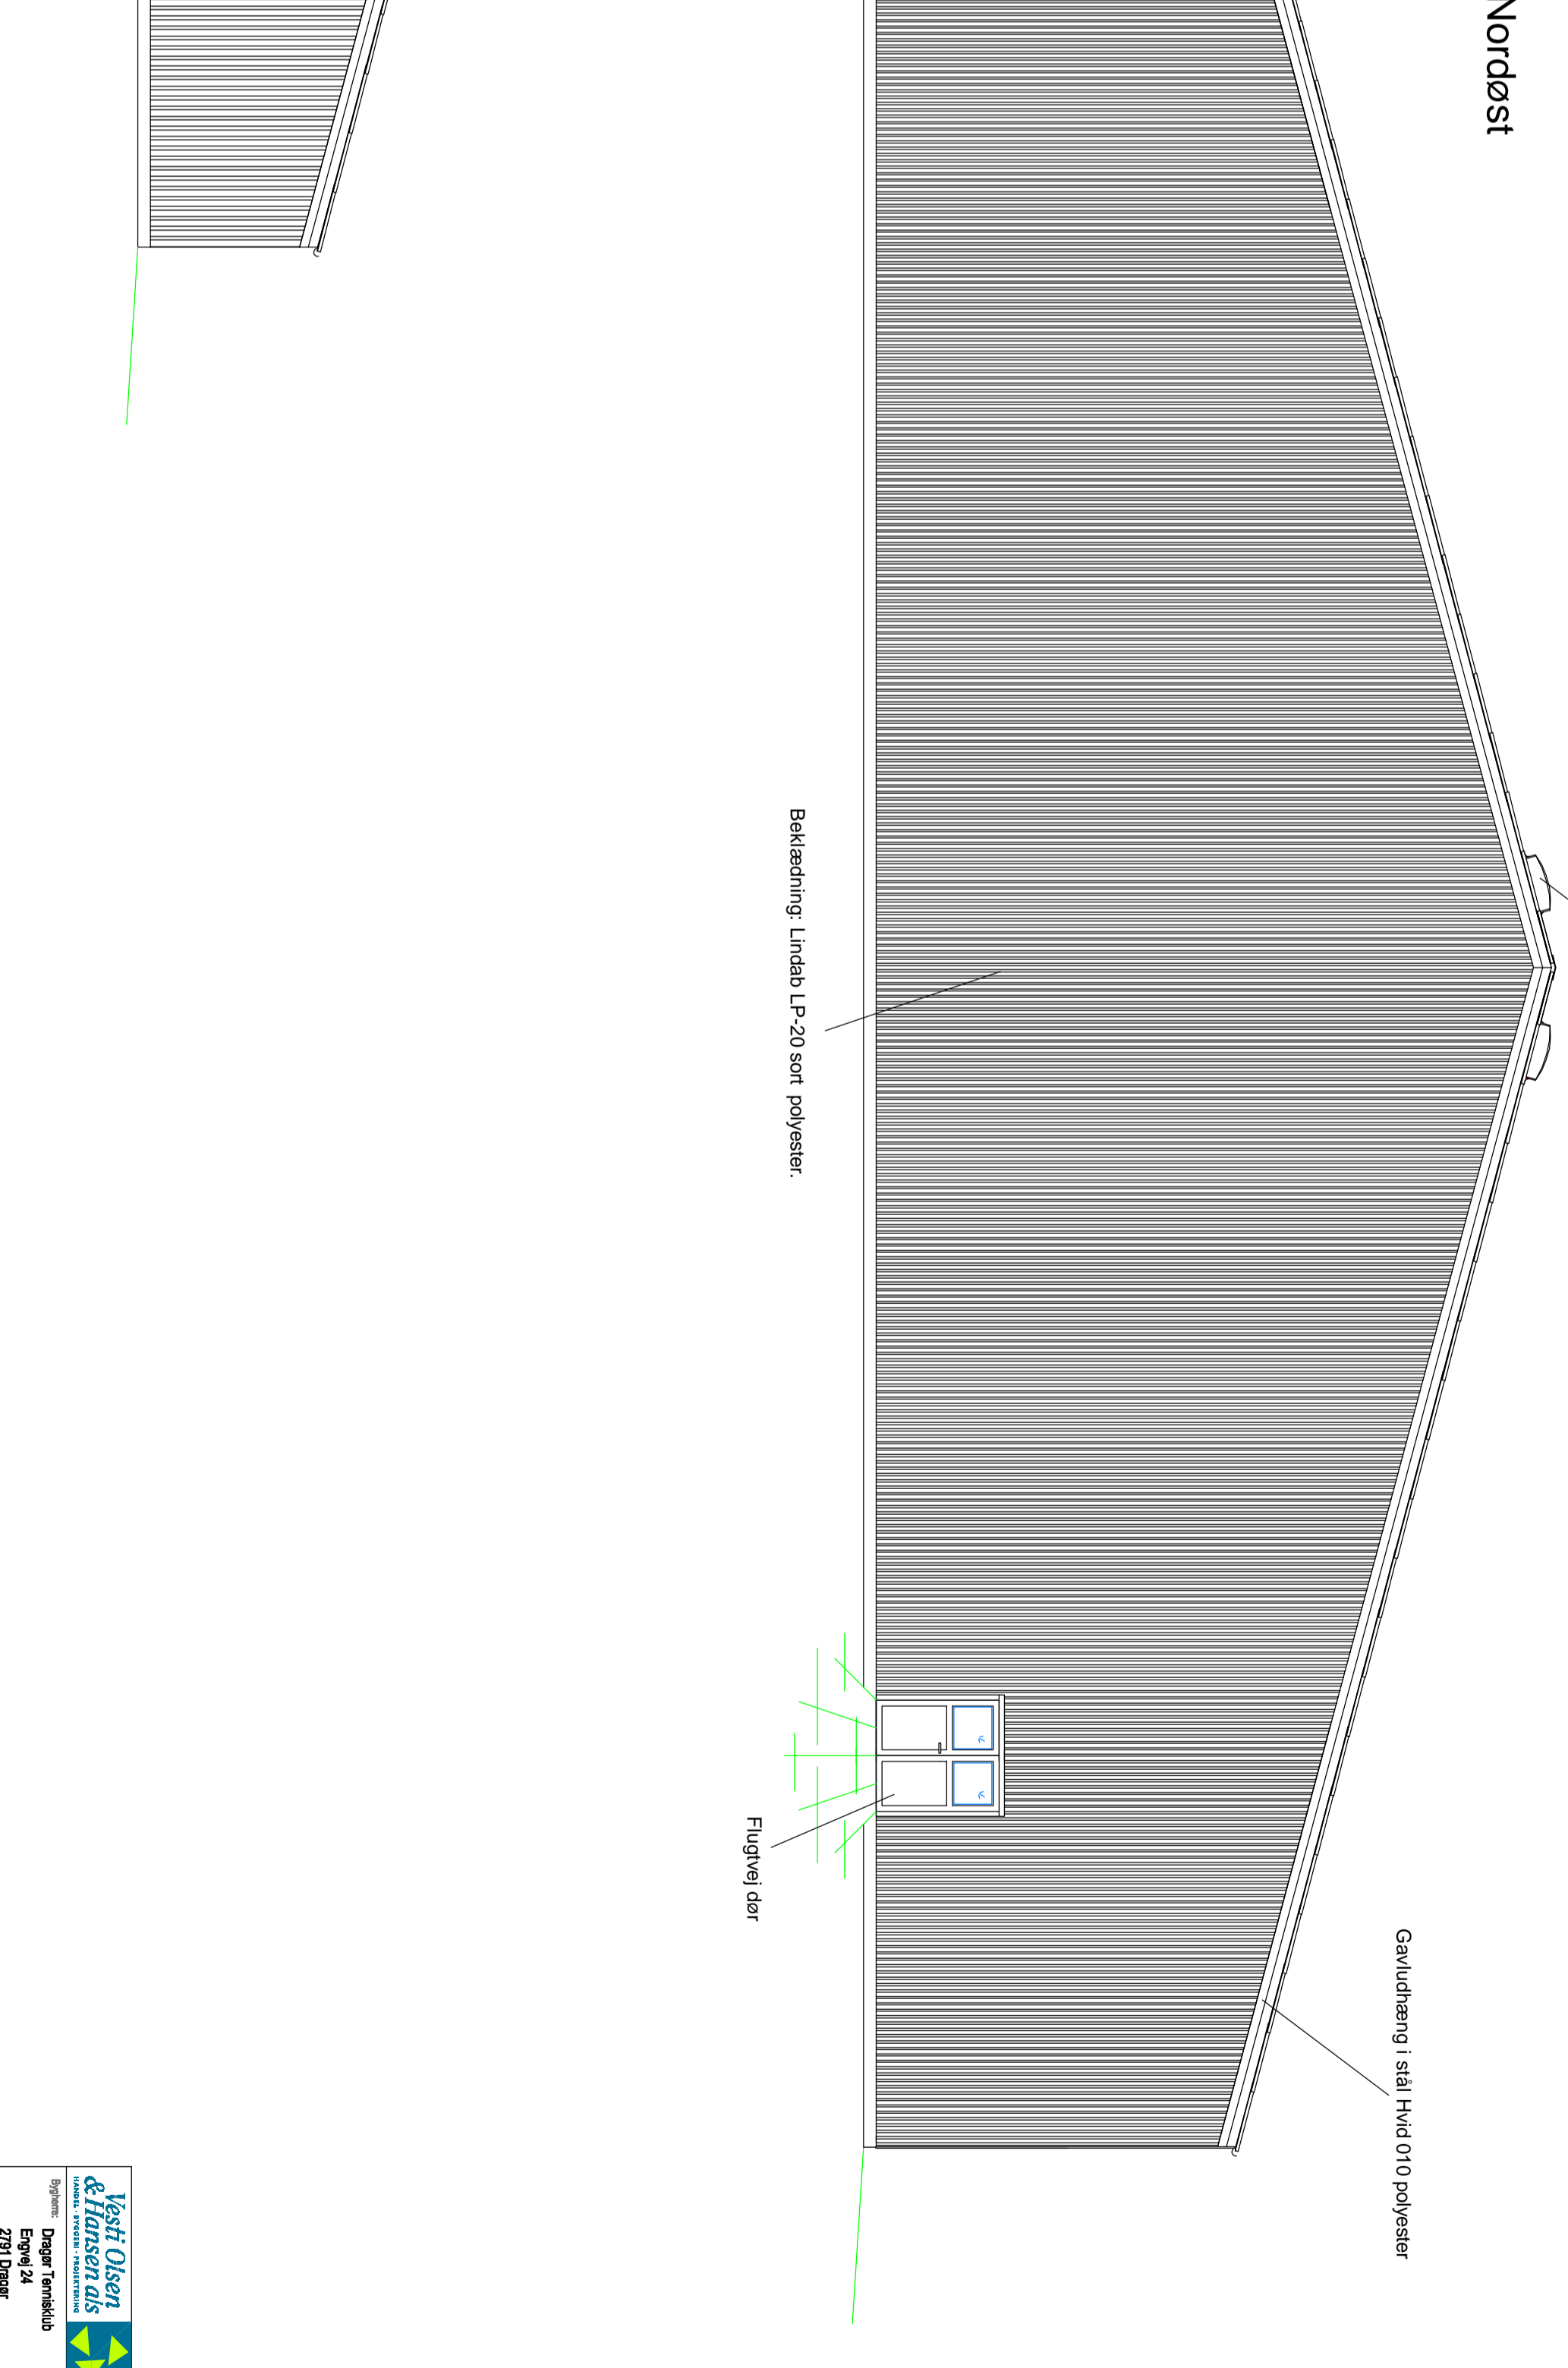 Nordøst
Gavludhæng i stål Hvid 010 polyester
Beklædning: Lindab LP-20 sort polyester.
Flugtvej dør
Vesti Olsen
& Hansen a|s
HANDEL · BYGGERI · PROJEKTERING
Bygherre: Dragør Tennisklub
Engvej 24
2791 Dragør